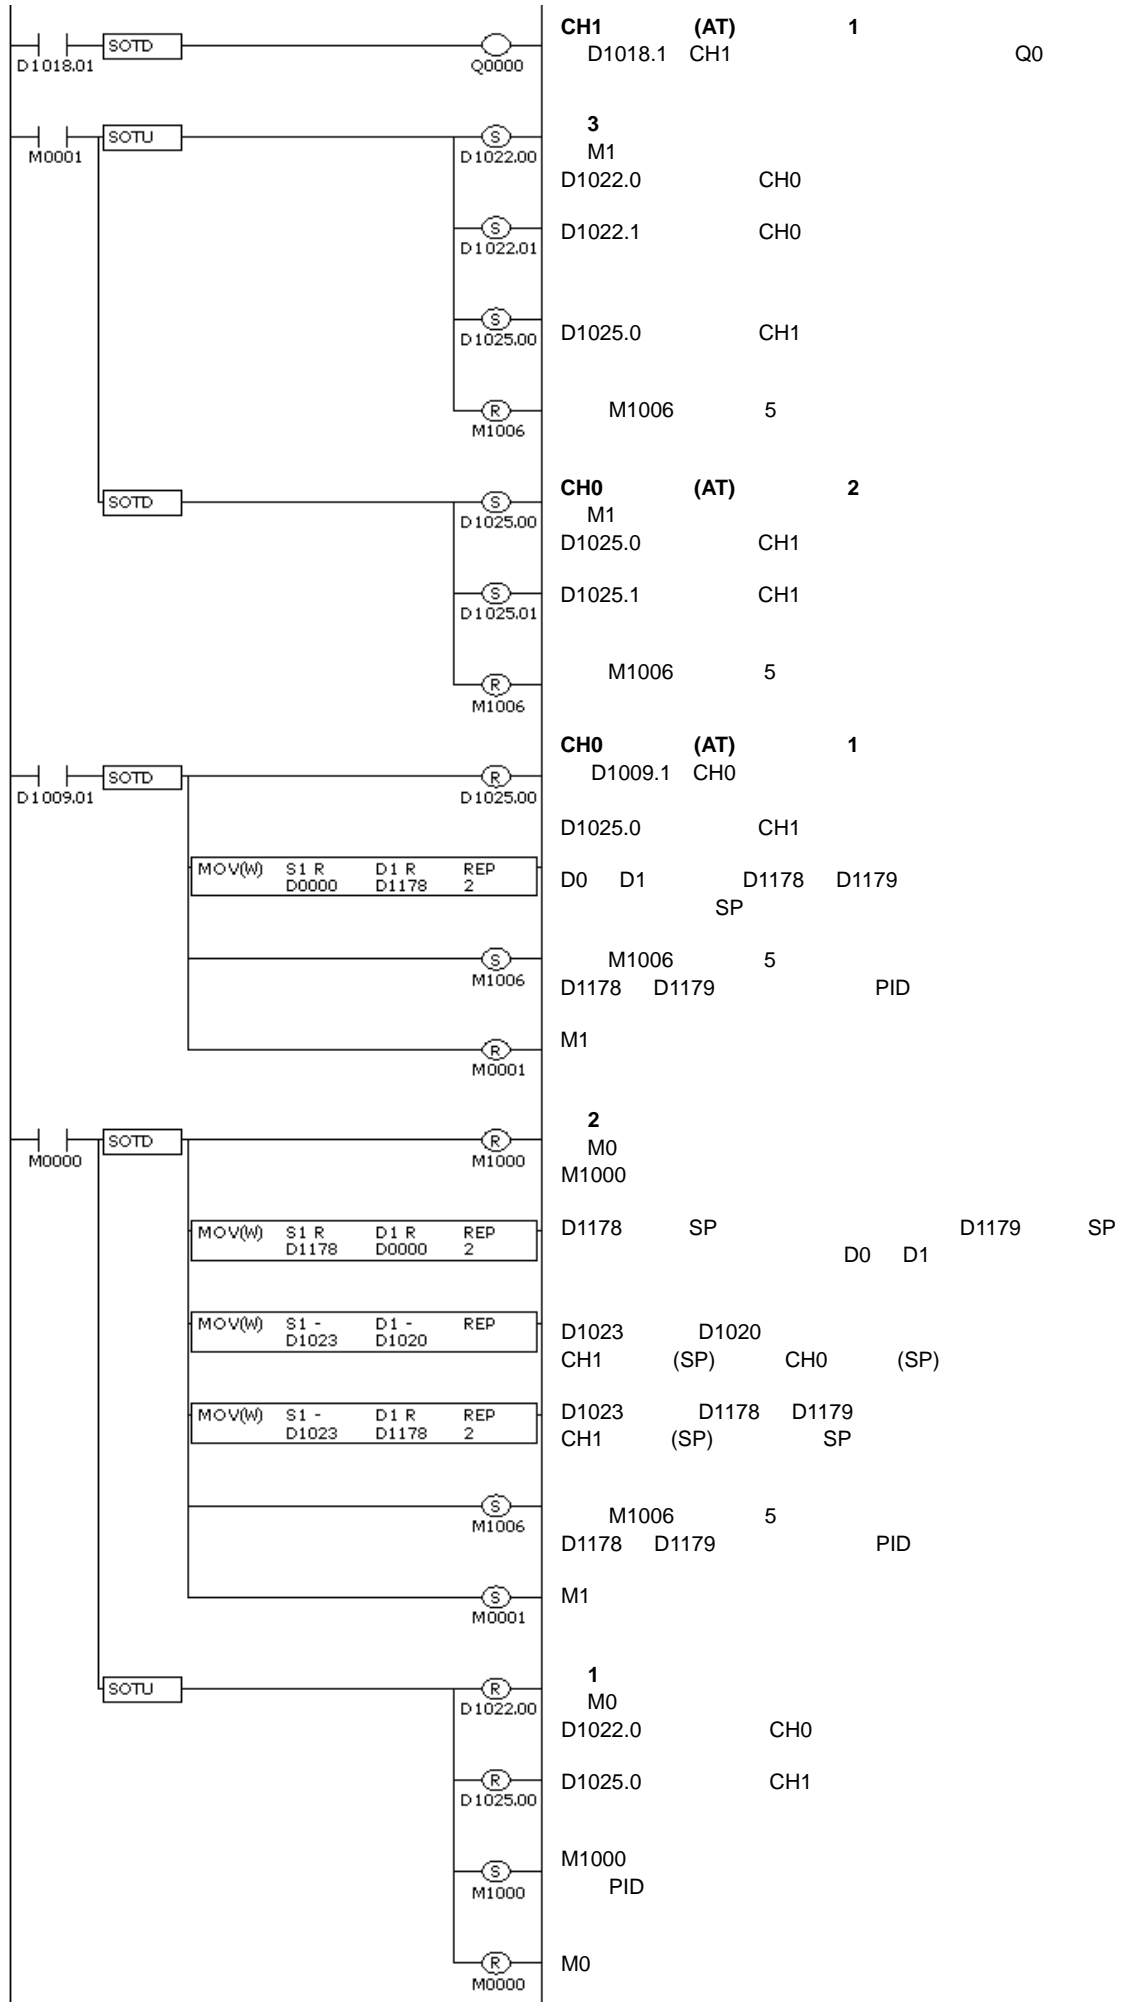 CH1 (AT) 1
SOTD
D1018.01
Q0000
D1018.1 CH1 Q0
3
SOTU
S
M0001
D1022.00
M1
D1022.0 CH0
S
D1022.01
D1022.1 CH0
S
D1025.00
D1025.0 CH1
R
M1006
M1006 5
CH0 (AT) 2
SOTD
S
D1025.00
M1
D1025.0 CH1
S
D1025.01
D1025.1 CH1
R
M1006
M1006 5
CH0 (AT) 1
SOTD
R
D1009.01
D1025.00
D1009.1 CH0
D1025.0 CH1
MOV(W) S1 R D1 R REP
D0000 D1178 2
D0 D1 D1178 D1179
SP
S
M1006
M1006 5
D1178 D1179 PID
R
M0001
M1
2
SOTD
R
M0000
M1000
M0
M1000
MOV(W) S1 R D1 R REP
D1178 D0000 2
D1178 SP D1179 SP
D0 D1
MOV(W) S1 - D1 - REP
D1023 D1020
D1023 D1020
CH1 (SP) CH0 (SP)
MOV(W) S1 - D1 R REP
D1023 D1178 2
D1023 D1178 D1179
CH1 (SP) SP
S
M1006
M1006 5
D1178 D1179 PID
S
M0001
M1
1
SOTU
R
D1022.00
M0
D1022.0 CH0
R
D1025.00
D1025.0 CH1
S
M1000
M1000
PID
R
M0000
M0